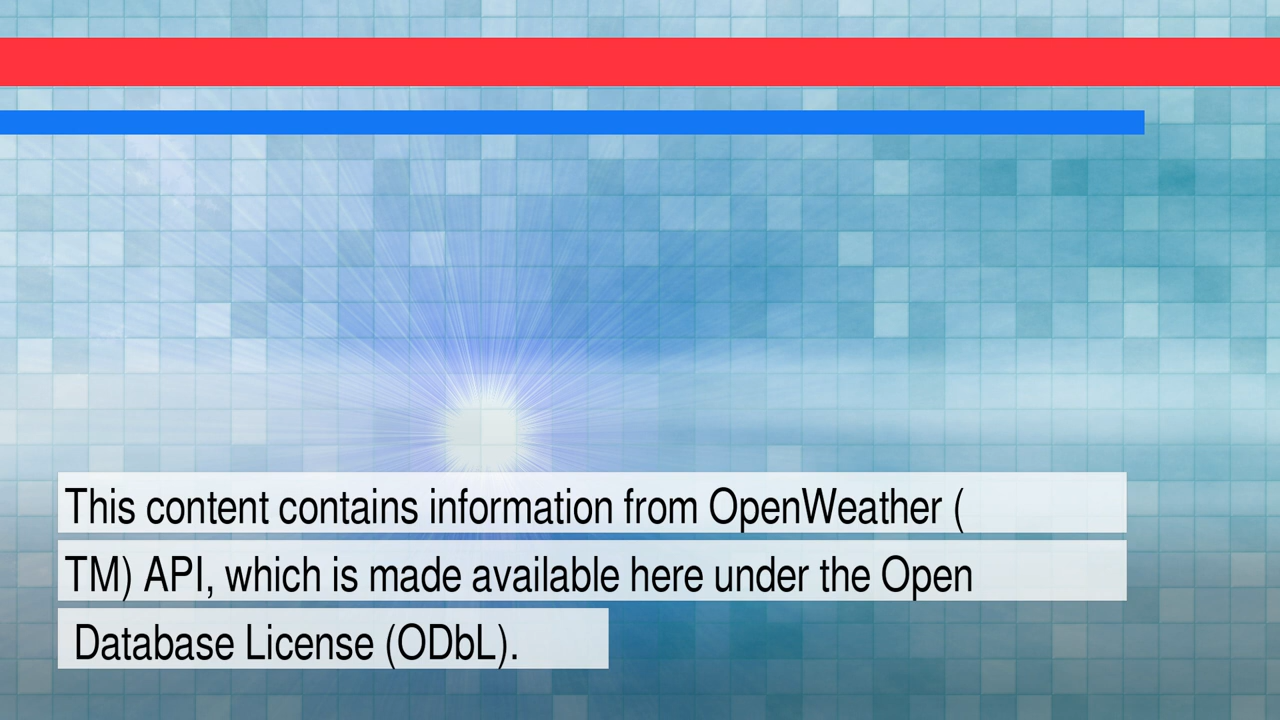 This content contains information from OpenWeather (
TM) API, which is made available here under the Open
Database License (ODbL).